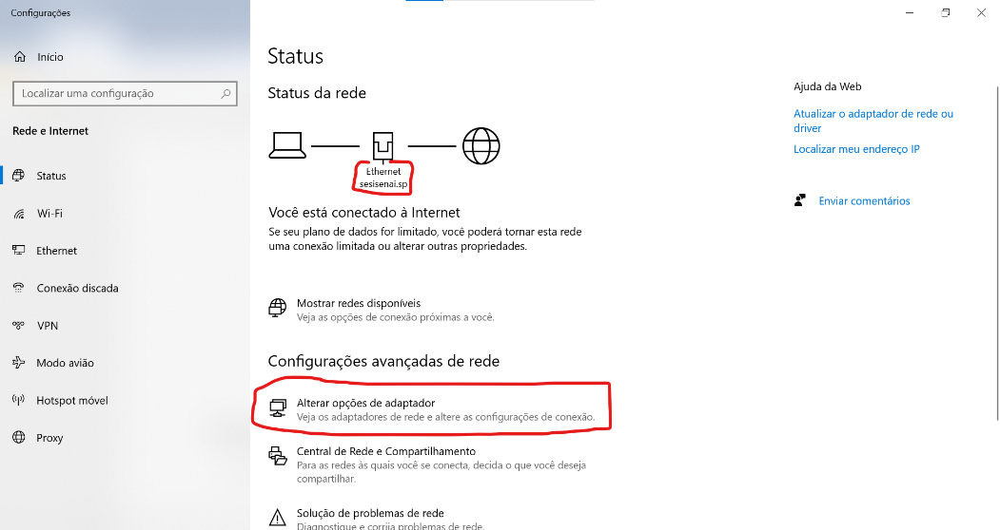 Configurações
Início
Localizar uma configuração
Rede e Internet
Status
Wi-Fi
Ethernet
Conexão discada
VPN
Modo avião
Hotspot móvel
Proxy
Status
Status da rede
Ethernet
sesisenai.sp
Você está conectado à Internet
Se seu plano de dados for limitado, você poderá tornar esta rede
uma conexão limitada ou alterar outras propriedades.
Mostrar redes disponíveis
Veja as opções de conexão próximas a você.
Configurações avançadas de rede
Alterar opções de adaptador
Veja os adaptadores de rede e altere as configurações de conexão.
Central de Rede e Compartilhamento
Para as redes às quais você se conecta, decida o que você deseja
compartilhar.
Solução de problemas de rede
Diagnostique e corrija problemas de rede.
Ajuda da Web
Atualizar o adaptador de rede ou
driver
Localizar meu endereço IP
Enviar comentários